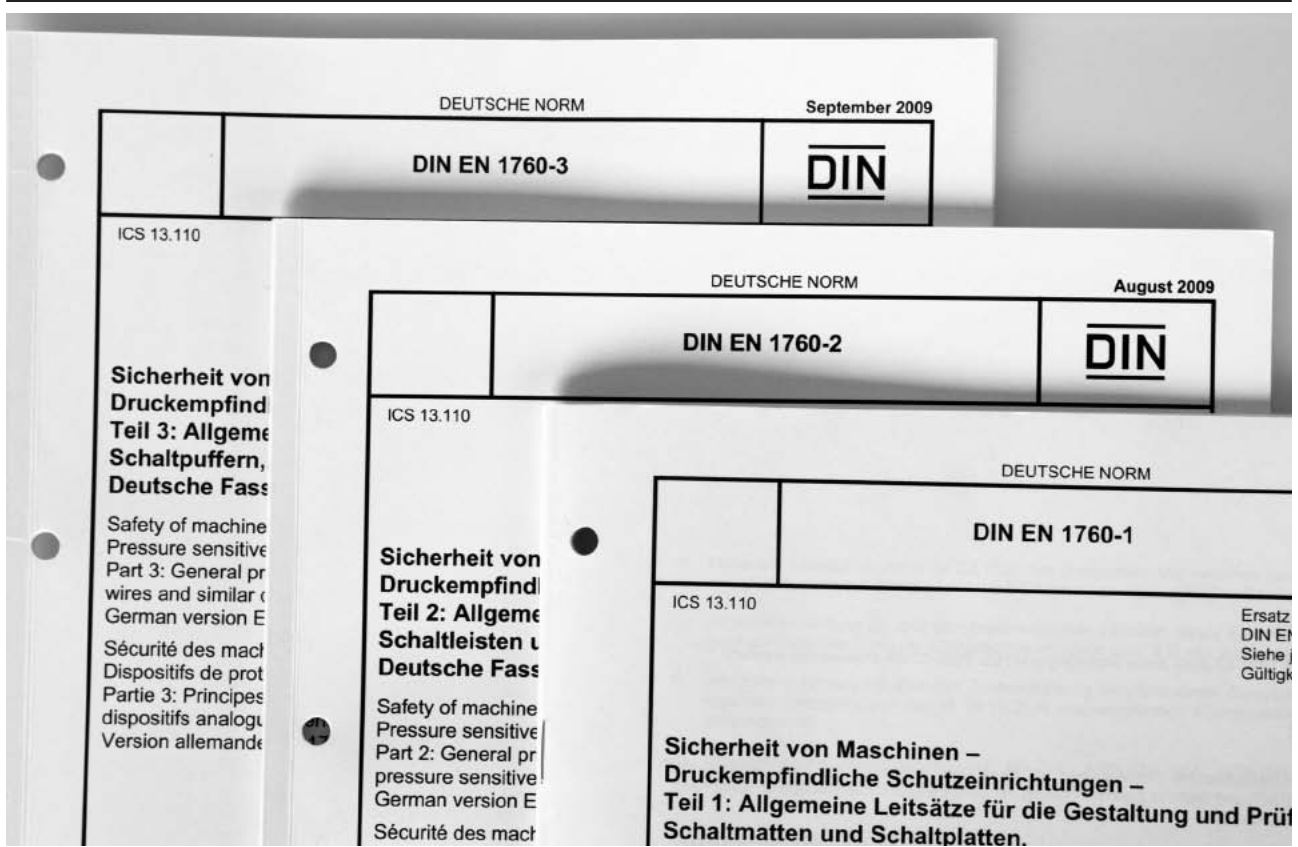 DEUTSCHE NORM
September 2009
DIN EN 1760-3
DIN
ICS 13.110
Sicherheit von
Druckempfindl
Teil 3: Allgeme
Schaltpuffern,
Deutsche Fass
Safety of machine
Pressure sensitive
Part 3: General pr
wires and similar
German version E
Sécurité des mach
Dispositifs de prot
Partie 3: Principes
dispositifs analogu
Version allemande
DEUTSCHE NORM
August 2009
DIN EN 1760-2
DIN
ICS 13.110
Sicherheit von
Druckempfindl
Teil 2: Allgeme
Schaltleisten u
Deutsche Fass
Safety of machine
Pressure sensitive
Part 2: General pr
pressure sensitive
German version E
Sécurité des mach
DEUTSCHE NORM
DIN EN 1760-1
ICS 13.110
Ersatz
DIN EN
Siehe j
Gültigk
Sicherheit von Maschinen –
Druckempfindliche Schutzeinrichtungen –
Teil 1: Allgemeine Leitsätze für die Gestaltung und Prüf
Schaltmatten und Schaltplatten.